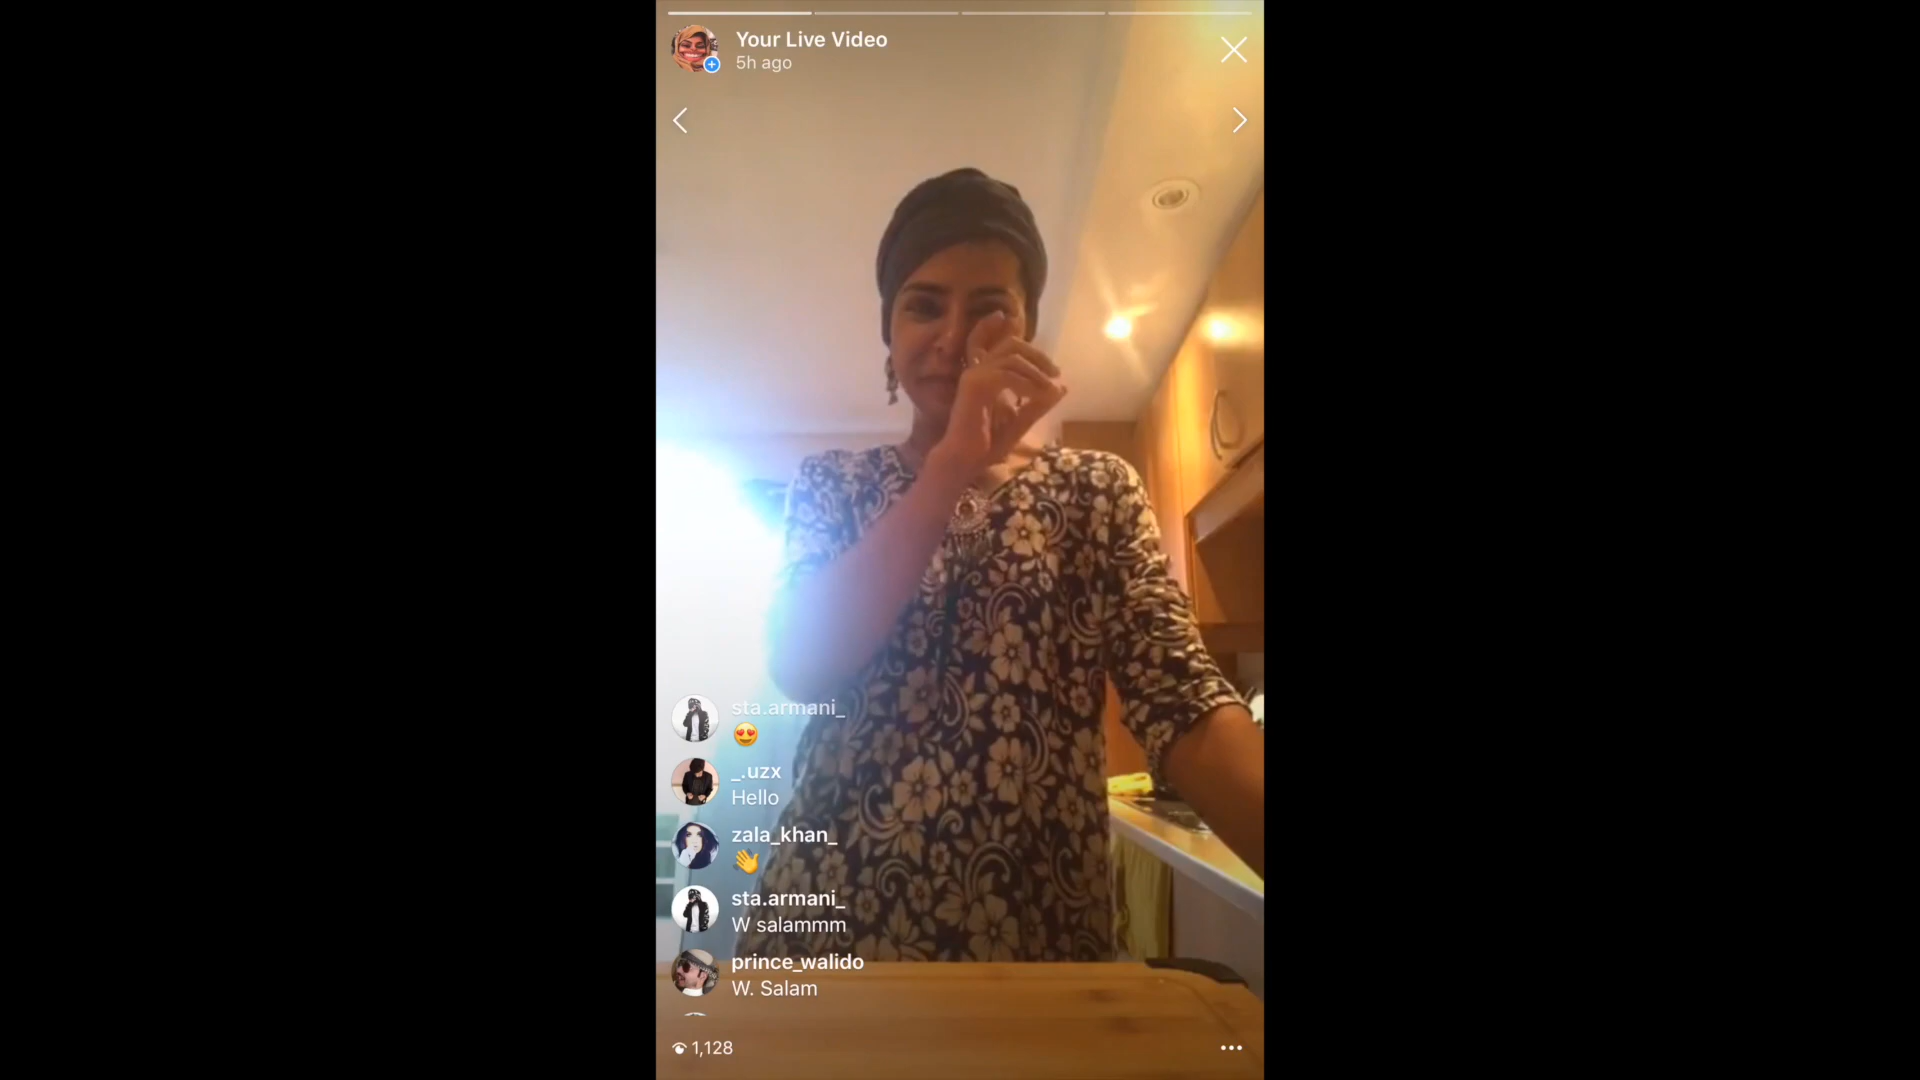 Your Live Video
5h ago
sta.armani_
_.uzx
Hello
zala_khan_
sta.armani_
W salammm
prince_walido
W. Salam
1,128